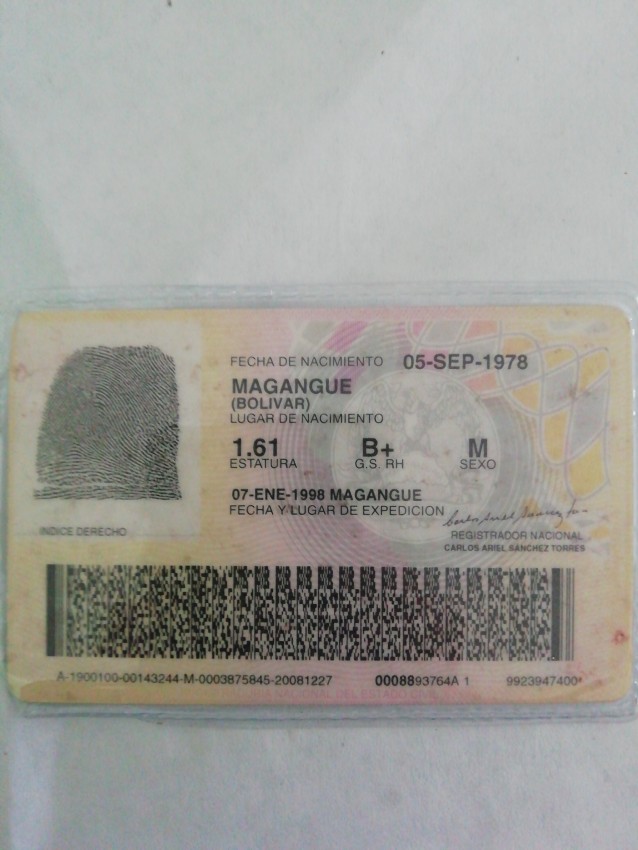 FECHA DE NACIMIENTO 05-SEP-1978
MAGANGUE
(BOLIVAR)
LUGAR DE NACIMIENTO
1.61 B+ M
ESTATURA G.S. RH SEXO
07-ENE-1998 MAGANGUE
FECHA Y LUGAR DE EXPEDICION
INDICE DERECHO
REGISTRADOR NACIONAL
CARLOS ARIEL SANCHEZ TORRES
A-1900100-00143244-M-0003875845-20081227 0008893764A 1 9923947400